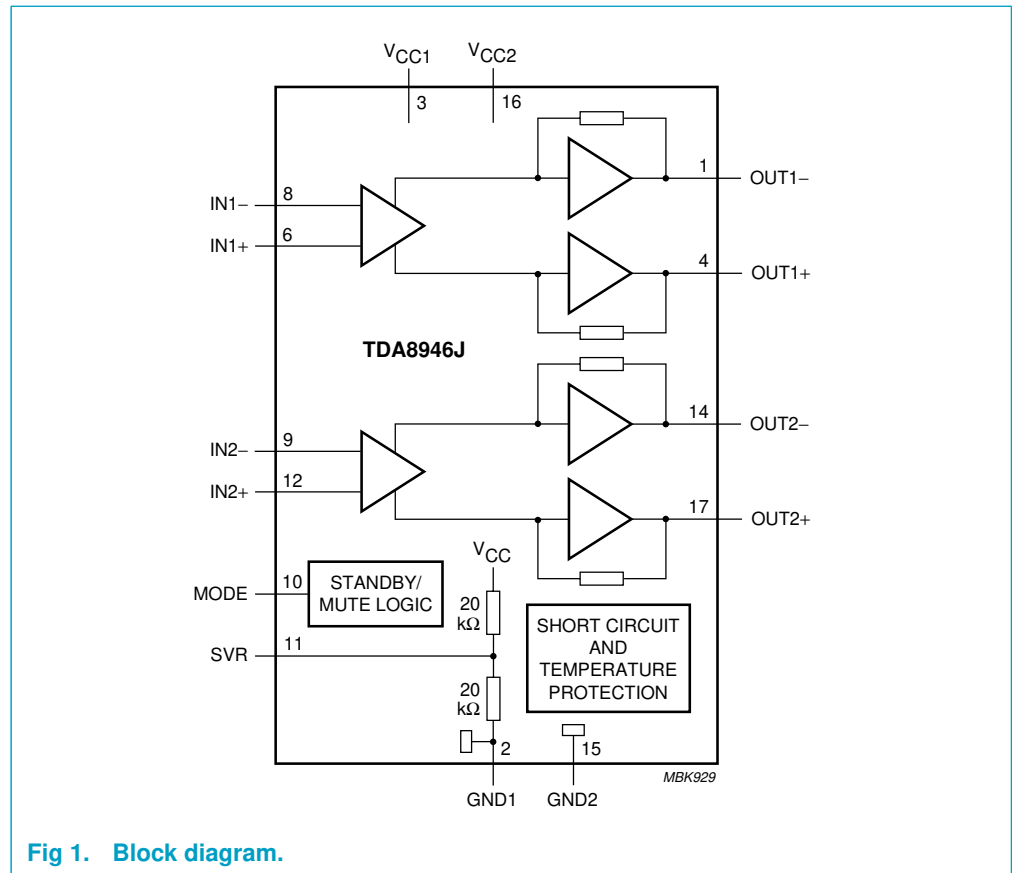 VCC1
VCC2
3
16
1
OUT1−
IN1−
8
IN1+
6
4
OUT1+
TDA8946J
14
OUT2−
IN2−
9
IN2+
12
17
OUT2+
VCC
MODE
10
STANDBY/
MUTE LOGIC
20
kΩ
SHORT CIRCUIT
AND
TEMPERATURE
PROTECTION
SVR
11
20
kΩ
2
15
MBK929
GND1
GND2
Fig 1. Block diagram.